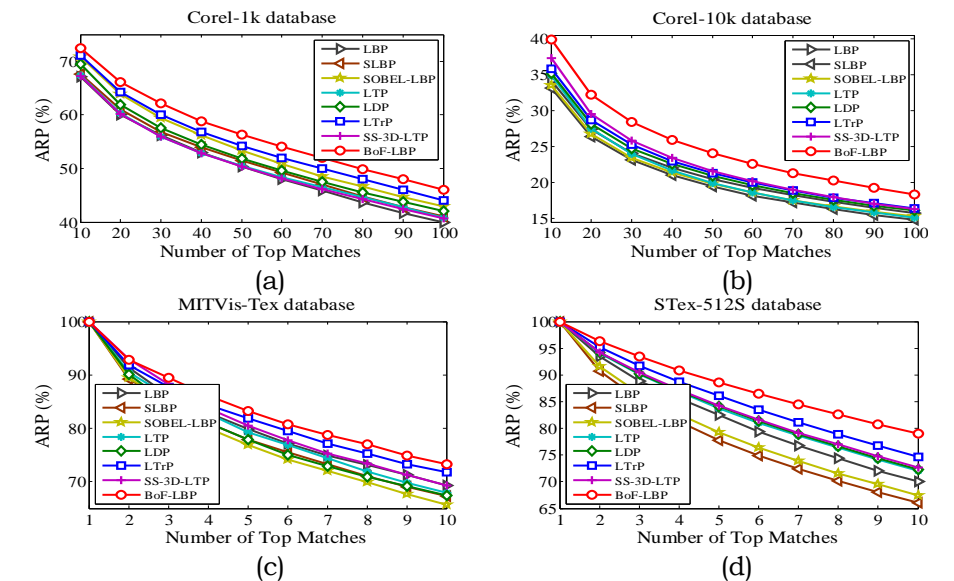 Corel-1k database
70
60
50
40
10 20 30 40 50 60 70 80 90 100
ARP (%)
Number of Top Matches
LBP
SLBP
SOBEL-LBP
LTP
LDP
LTrP
SS-3D-LTP
BoF-LBP
(a)
Corel-10k database
40
35
30
25
20
15
10 20 30 40 50 60 70 80 90 100
ARP (%)
Number of Top Matches
LBP
SLBP
SOBEL-LBP
LTP
LDP
LTrP
SS-3D-LTP
BoF-LBP
(b)
MITVis-Tex database
100
90
80
70
1 2 3 4 5 6 7 8 9 10
ARP (%)
Number of Top Matches
LBP
SLBP
SOBEL-LBP
LTP
LDP
LTrP
SS-3D-LTP
BoF-LBP
(c)
STex-512S database
100
95
90
85
80
75
70
65
1 2 3 4 5 6 7 8 9 10
ARP (%)
Number of Top Matches
LBP
SLBP
SOBEL-LBP
LTP
LDP
LTrP
SS-3D-LTP
BoF-LBP
(d)